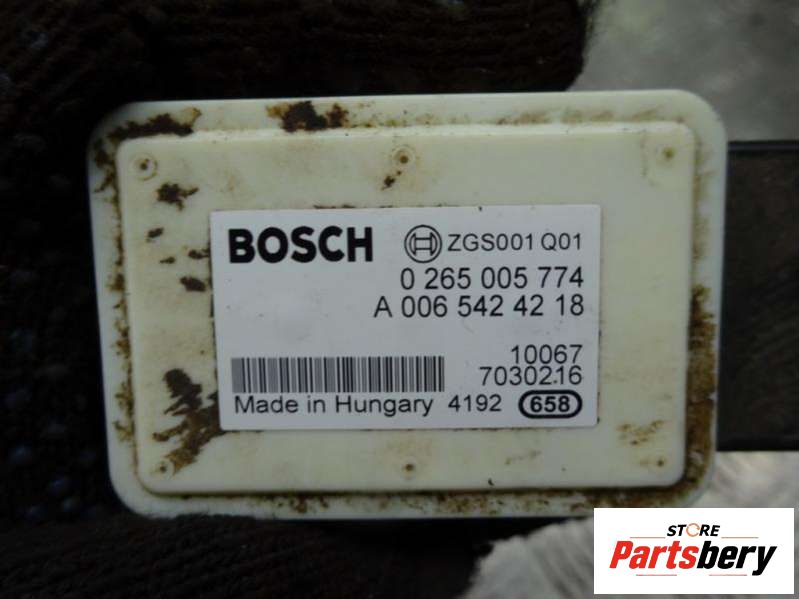 BOSCH ZGS001 Q01
0 265 005 774
A 006 542 42 18
10067
7030216
Made in Hungary 4192 658
STORE
Partsbery